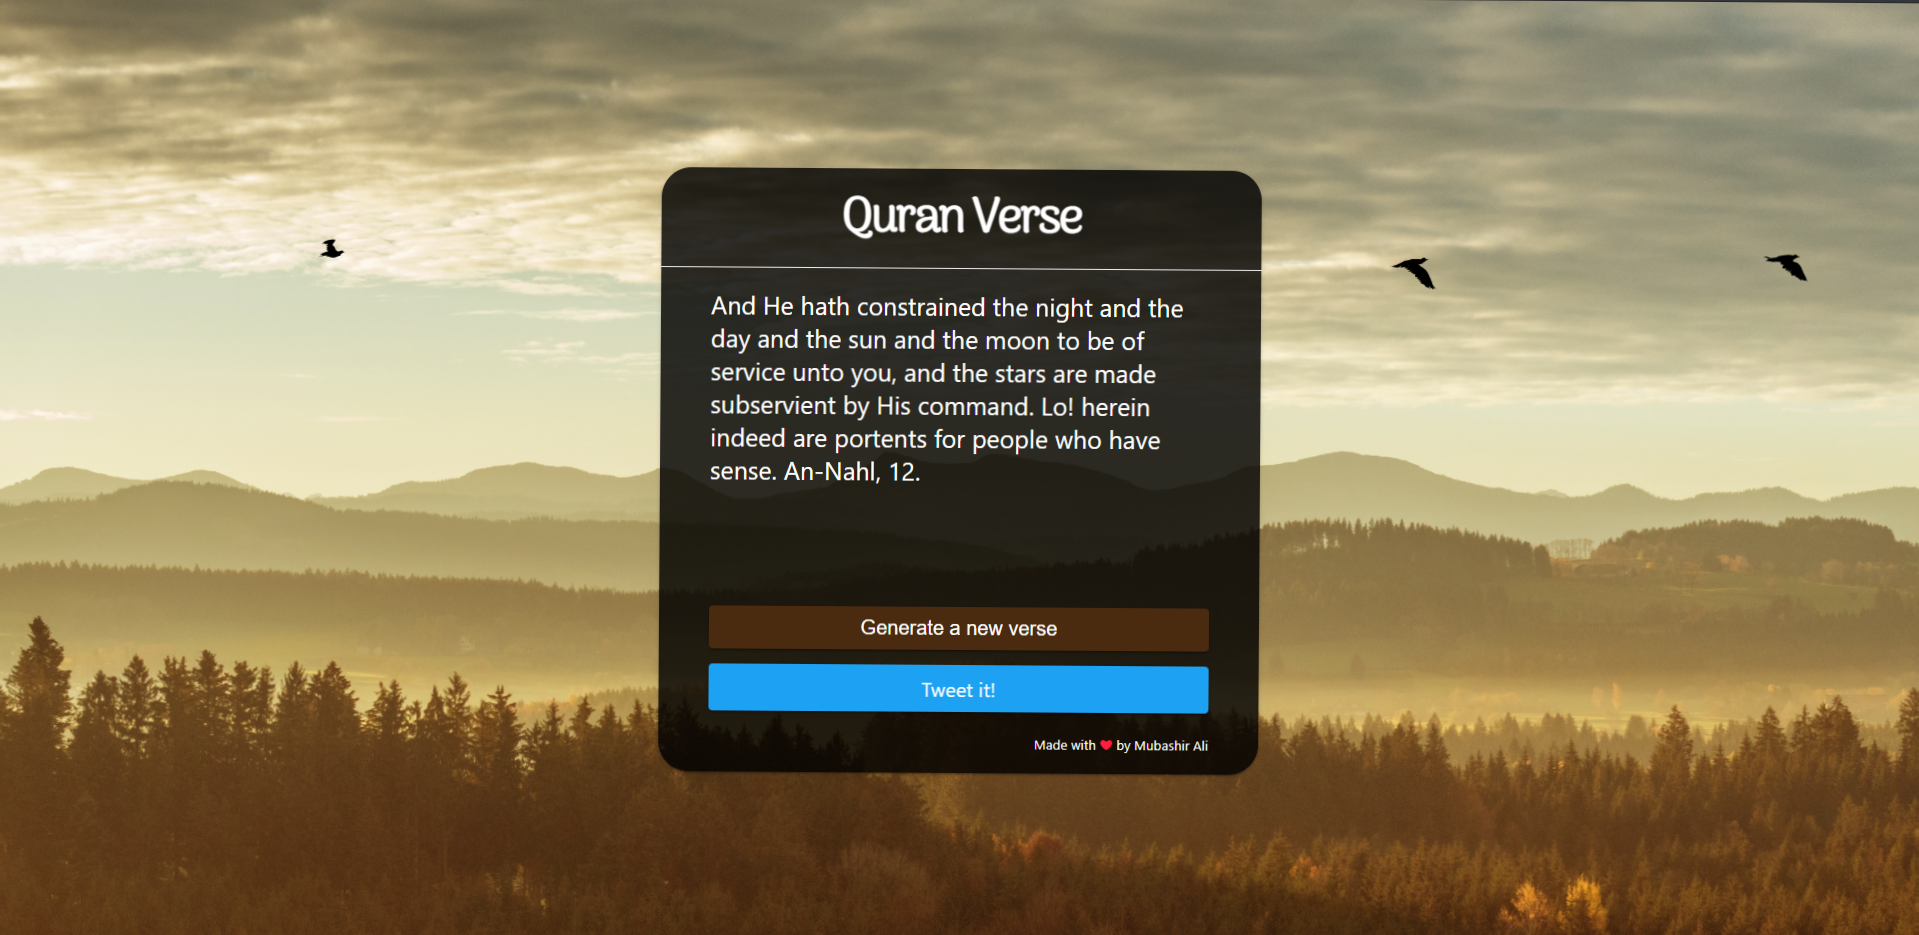 Quran Verse
And He hath constrained the night and the
day and the sun and the moon to be of
service unto you, and the stars are made
subservient by His command. Lo! herein
indeed are portents for people who have
sense. An-Nahl, 12.
Generate a new verse
Tweet it!
Made with ❤ by Mubashir Ali